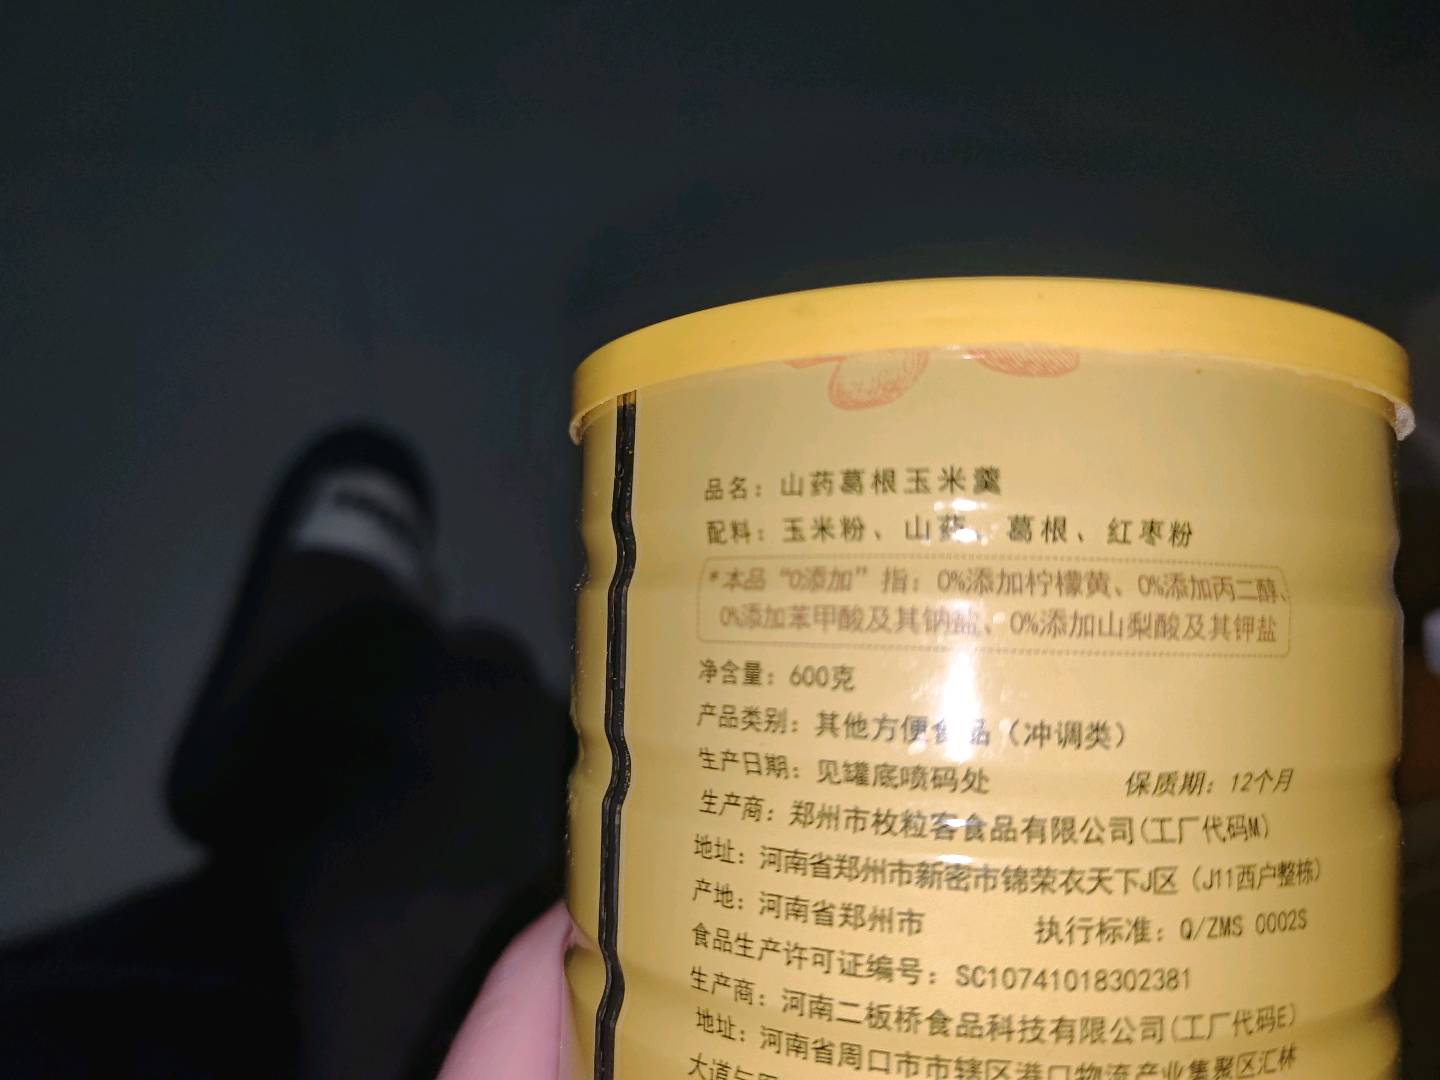 品名：山药葛根玉米羹
配料：玉米粉、山药、葛根、红枣粉
*本品“0添加”指：0%添加柠檬黄、0%添加丙二醇、
0%添加苯甲酸及其钠盐、0%添加山梨酸及其钾盐
净含量：600克
产品类别：其他方便食品（冲调类）
生产日期：见罐底喷码处 保质期：12个月
生产商：郑州市枚粒客食品有限公司(工厂代码M)
地址：河南省郑州市新密市锦荣衣天下J区（J11西户整栋）
产地：河南省郑州市 执行标准：Q/ZMS 0002S
食品生产许可证编号：SC10741018302381
生产商：河南二板桥食品科技有限公司(工厂代码E)
地址：河南省周口市市辖区港口物流产业集聚区汇林
大道与